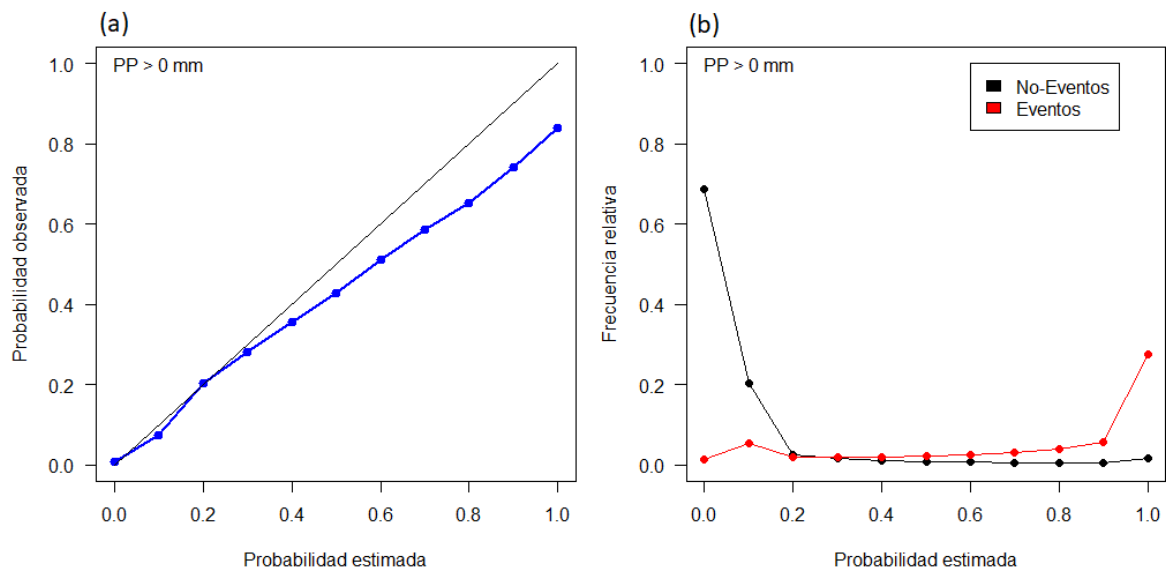 (a)
PP > 0 mm
Probabilidad observada
1.0
0.8
0.6
0.4
0.2
0.0
0.0 0.2 0.4 0.6 0.8 1.0
Probabilidad estimada
(b)
PP > 0 mm
No-Eventos
Eventos
Frecuencia relativa
1.0
0.8
0.6
0.4
0.2
0.0
0.0 0.2 0.4 0.6 0.8 1.0
Probabilidad estimada